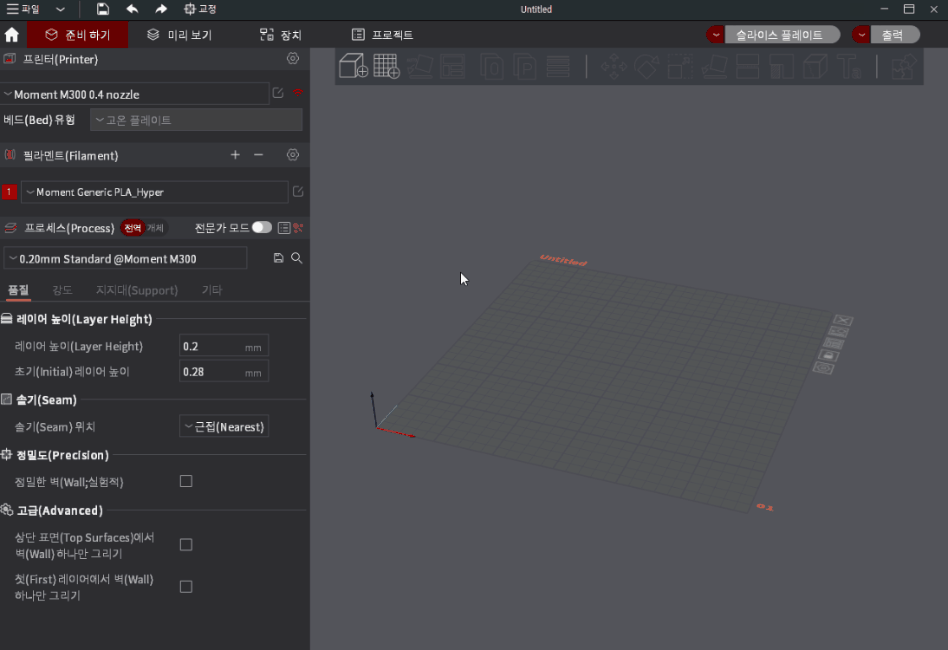 파일
교정
Untitled
준비 하기
미리 보기
장치
프로젝트
슬라이스 플레이트
출력
프린터(Printer)
Moment M300 0.4 nozzle
베드(Bed) 유형
고온 플레이트
필라멘트(Filament)
1
Moment Generic PLA_Hyper
프로세스(Process)
전역
개체
전문가 모드
0.20mm Standard @Moment M300
품질
강도
지지대(Support)
기타
레이어 높이(Layer Height)
레이어 높이(Layer Height)
0.2 mm
초기(Initial) 레이어 높이
0.28 mm
솔기(Seam)
솔기(Seam) 위치
근접(Nearest)
정밀도(Precision)
정밀한 벽(Wall;실험적)
고급(Advanced)
상단 표면(Top Surfaces)에서
벽(Wall) 하나만 그리기
첫(First) 레이어에서 벽(Wall)
하나만 그리기
Untitled
01